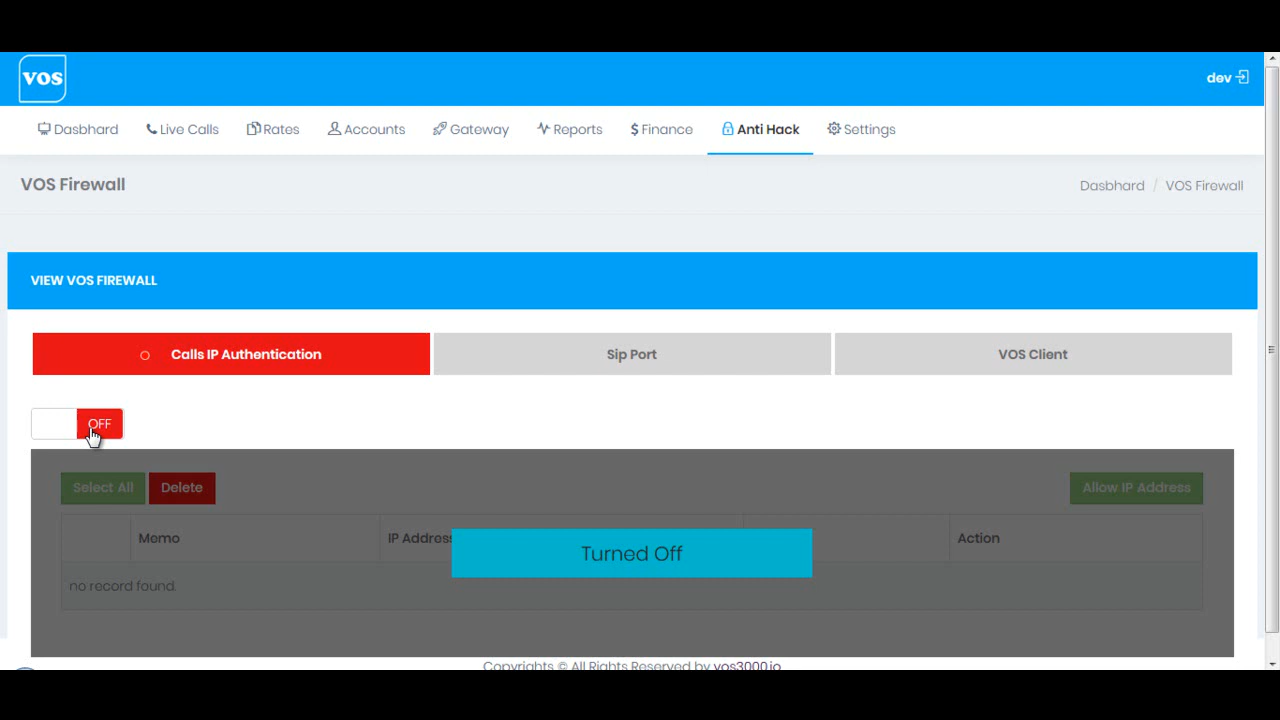 VOS
dev
Dasbhard Live Calls Rates Accounts Gateway Reports $ Finance Anti Hack Settings
VOS Firewall
Dasbhard / VOS Firewall
VIEW VOS FIREWALL
Calls IP Authentication
Sip Port
VOS Client
OFF
Select All Delete
Allow IP Address
Memo IP Address Action
Turned Off
no record found.
Copyrights © All Rights Reserved by vos3000.io